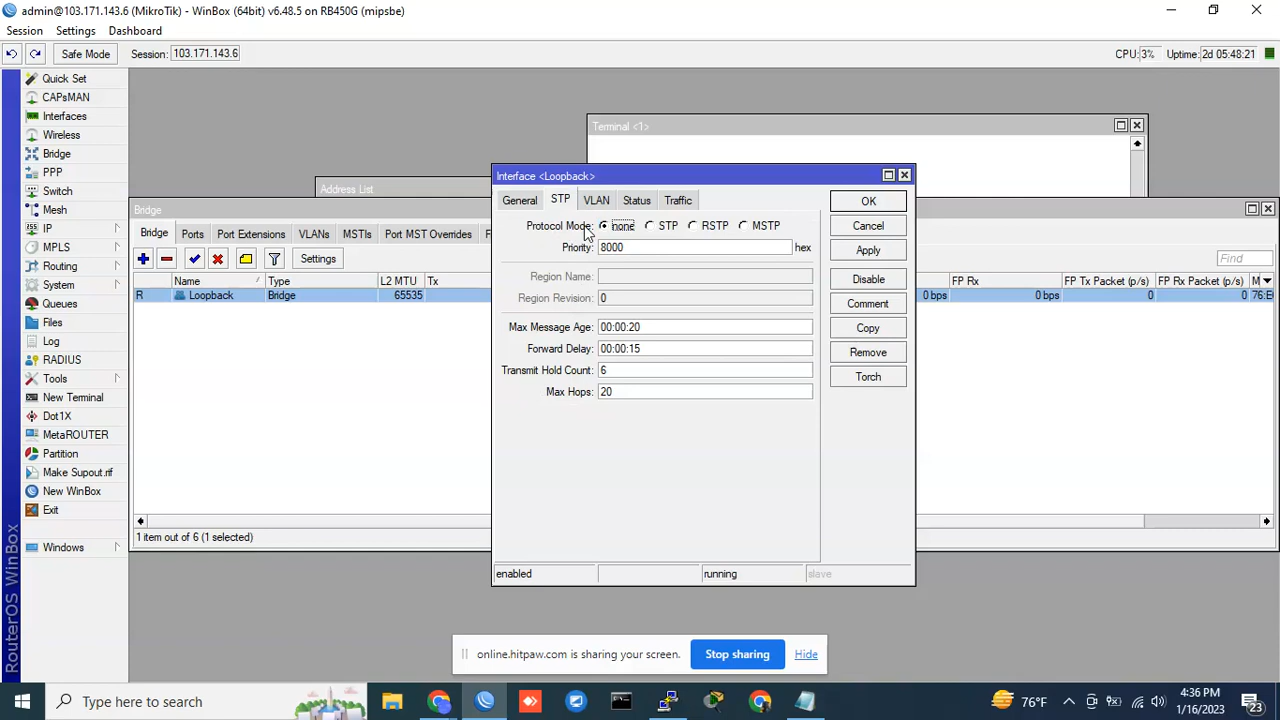 admin@103.171.143.6 (MikroTik) - WinBox (64bit) v6.48.5 on RB450G (mipsbe)
Session Settings Dashboard
Safe Mode Session: 103.171.143.6 CPU: 3% Uptime: 2d 05:48:21
Quick Set
CAPsMAN
Interfaces
Wireless
Bridge
PPP
Switch
Mesh
IP
MPLS
Routing
System
Queues
Files
Log
RADIUS
Tools
New Terminal
Dot1X
MetaROUTER
Partition
Make Supout.rif
New WinBox
Exit
Windows
RouterOS WinBox
Terminal <1>
Address List
Bridge
Bridge Ports Port Extensions VLANs MSTIs Port MST Overrides
Settings Find
Name Type L2 MTU Tx FP Rx FP Tx Packet (p/s) FP Rx Packet (p/s)
R Loopback Bridge 65535 0 bps 0 bps 0 0
1 item out of 6 (1 selected)
Interface <Loopback>
General STP VLAN Status Traffic
Protocol Mode: none STP RSTP MSTP
Priority: 8000 hex
Region Name:
Region Revision: 0
Max Message Age: 00:00:20
Forward Delay: 00:00:15
Transmit Hold Count: 6
Max Hops: 20
OK
Cancel
Apply
Disable
Comment
Copy
Remove
Torch
enabled running slave
online.hitpaw.com is sharing your screen. Stop sharing Hide
Type here to search 76°F 4:36 PM
1/16/2023 23